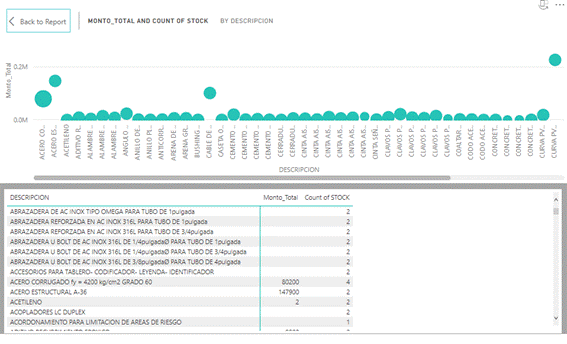 Back to Report
MONTO_TOTAL AND COUNT OF STOCK
BY DESCRIPCION
Monto_Total
0.2M
0.0M
ACERO CO...
ACERO ES...
ACETILENO
ADITIVO R...
ALAMBRE ...
ALAMBRE ...
ALAMBRE ...
ANGULO ...
ANILLO DE...
ANILLO PL...
ANTICORR...
ARENA DE ...
ARENA GR...
BUSHING...
CABLE DE...
CASETA O...
CEMENTO ...
CEMENTO ...
CEMENTO ...
CEMENTO ...
CERRADU...
CERRADU...
CINTA AIS...
CINTA AIS...
CINTA AIS...
CINTA AIS...
CINTA AIS...
CINTA AIS...
CINTA SEÑ...
CLAVOS P...
CLAVOS P...
CLAVOS P...
CLAVOS P...
CLAVOS P...
CLAVOS P...
COALTAR...
CODO ACE...
CODO ACE...
CONCRET...
CONCRET...
CONCRET...
CONCRET...
CURVA PV...
CURVA PV...
DESCRIPCION
DESCRIPCION Monto_Total Count of STOCK
ABRAZADERA DE AC INOX TIPO OMEGA PARA TUBO DE 1pulgada 2
ABRAZADERA REFORZADA EN AC INOX 316L PARA TUBO DE 1pulgada 2
ABRAZADERA REFORZADA EN AC INOX 316L PARA TUBO DE 3/4pulgada 2
ABRAZADERA U BOLT DE AC INOX 316L DE 1/4pulgadaØ PARA TUBO DE 1pulgada 2
ABRAZADERA U BOLT DE AC INOX 316L DE 1/4pulgadaØ PARA TUBO DE 3/4pulgada 2
ABRAZADERA U BOLT DE AC INOX 316L DE 3/8pulgadaØ PARA TUBO DE 4pulgada 2
ACCESORIOS PARA TABLERO- CODIFICADOR- LEYENDA- IDENTIFICADOR 2
ACERO CORRUGADO fy = 4200 kg/cm2 GRADO 60 80200 4
ACERO ESTRUCTURAL A-36 147900 2
ACETILENO 2 2
ACOPLADORES LC DUPLEX 2
ACORDONAMIENTO PARA LIMITACION DE AREAS DE RIESGO 1